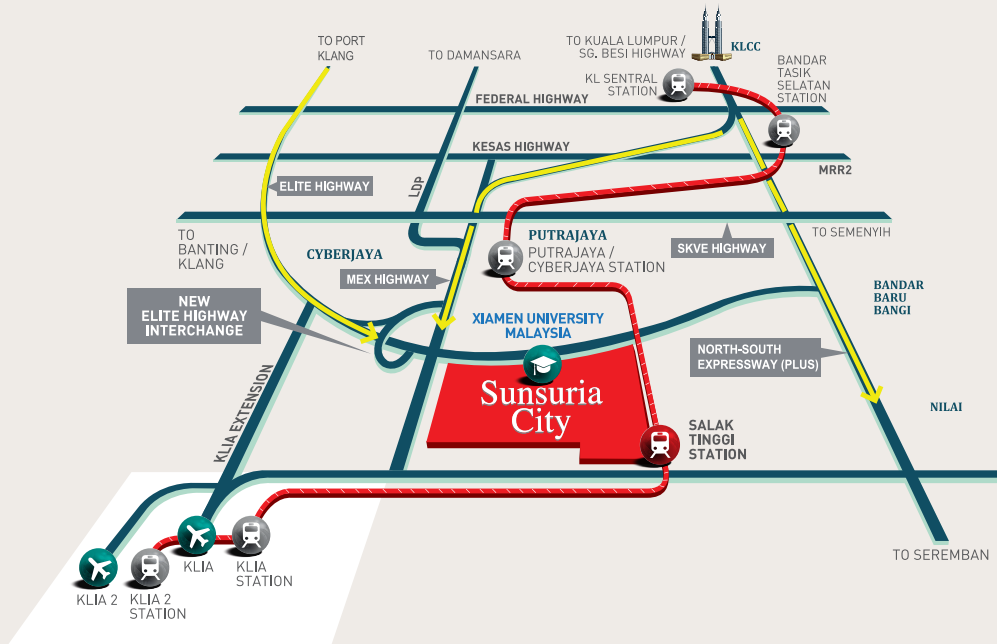 TO PORT
KLANG
TO DAMANSARA
TO KUALA LUMPUR /
SG. BESI HIGHWAY
KLCC
KL SENTRAL
STATION
BANDAR
TASIK
SELATAN
STATION
FEDERAL HIGHWAY
KESAS HIGHWAY
MRR2
ELITE HIGHWAY
LDP
TO
BANTING /
KLANG
CYBERJAYA
PUTRAJAYA
PUTRAJAYA /
CYBERJAYA STATION
SKVE HIGHWAY
TO SEMENYIH
MEX HIGHWAY
NEW
ELITE HIGHWAY
INTERCHANGE
XIAMEN UNIVERSITY
MALAYSIA
BANDAR
BARU
BANGI
NORTH-SOUTH
EXPRESSWAY (PLUS)
Sunsuria
City
NILAI
KLIA EXTENSION
SALAK
TINGGI
STATION
TO SEREMBAN
KLIA
KLIA
STATION
KLIA 2
KLIA 2
STATION